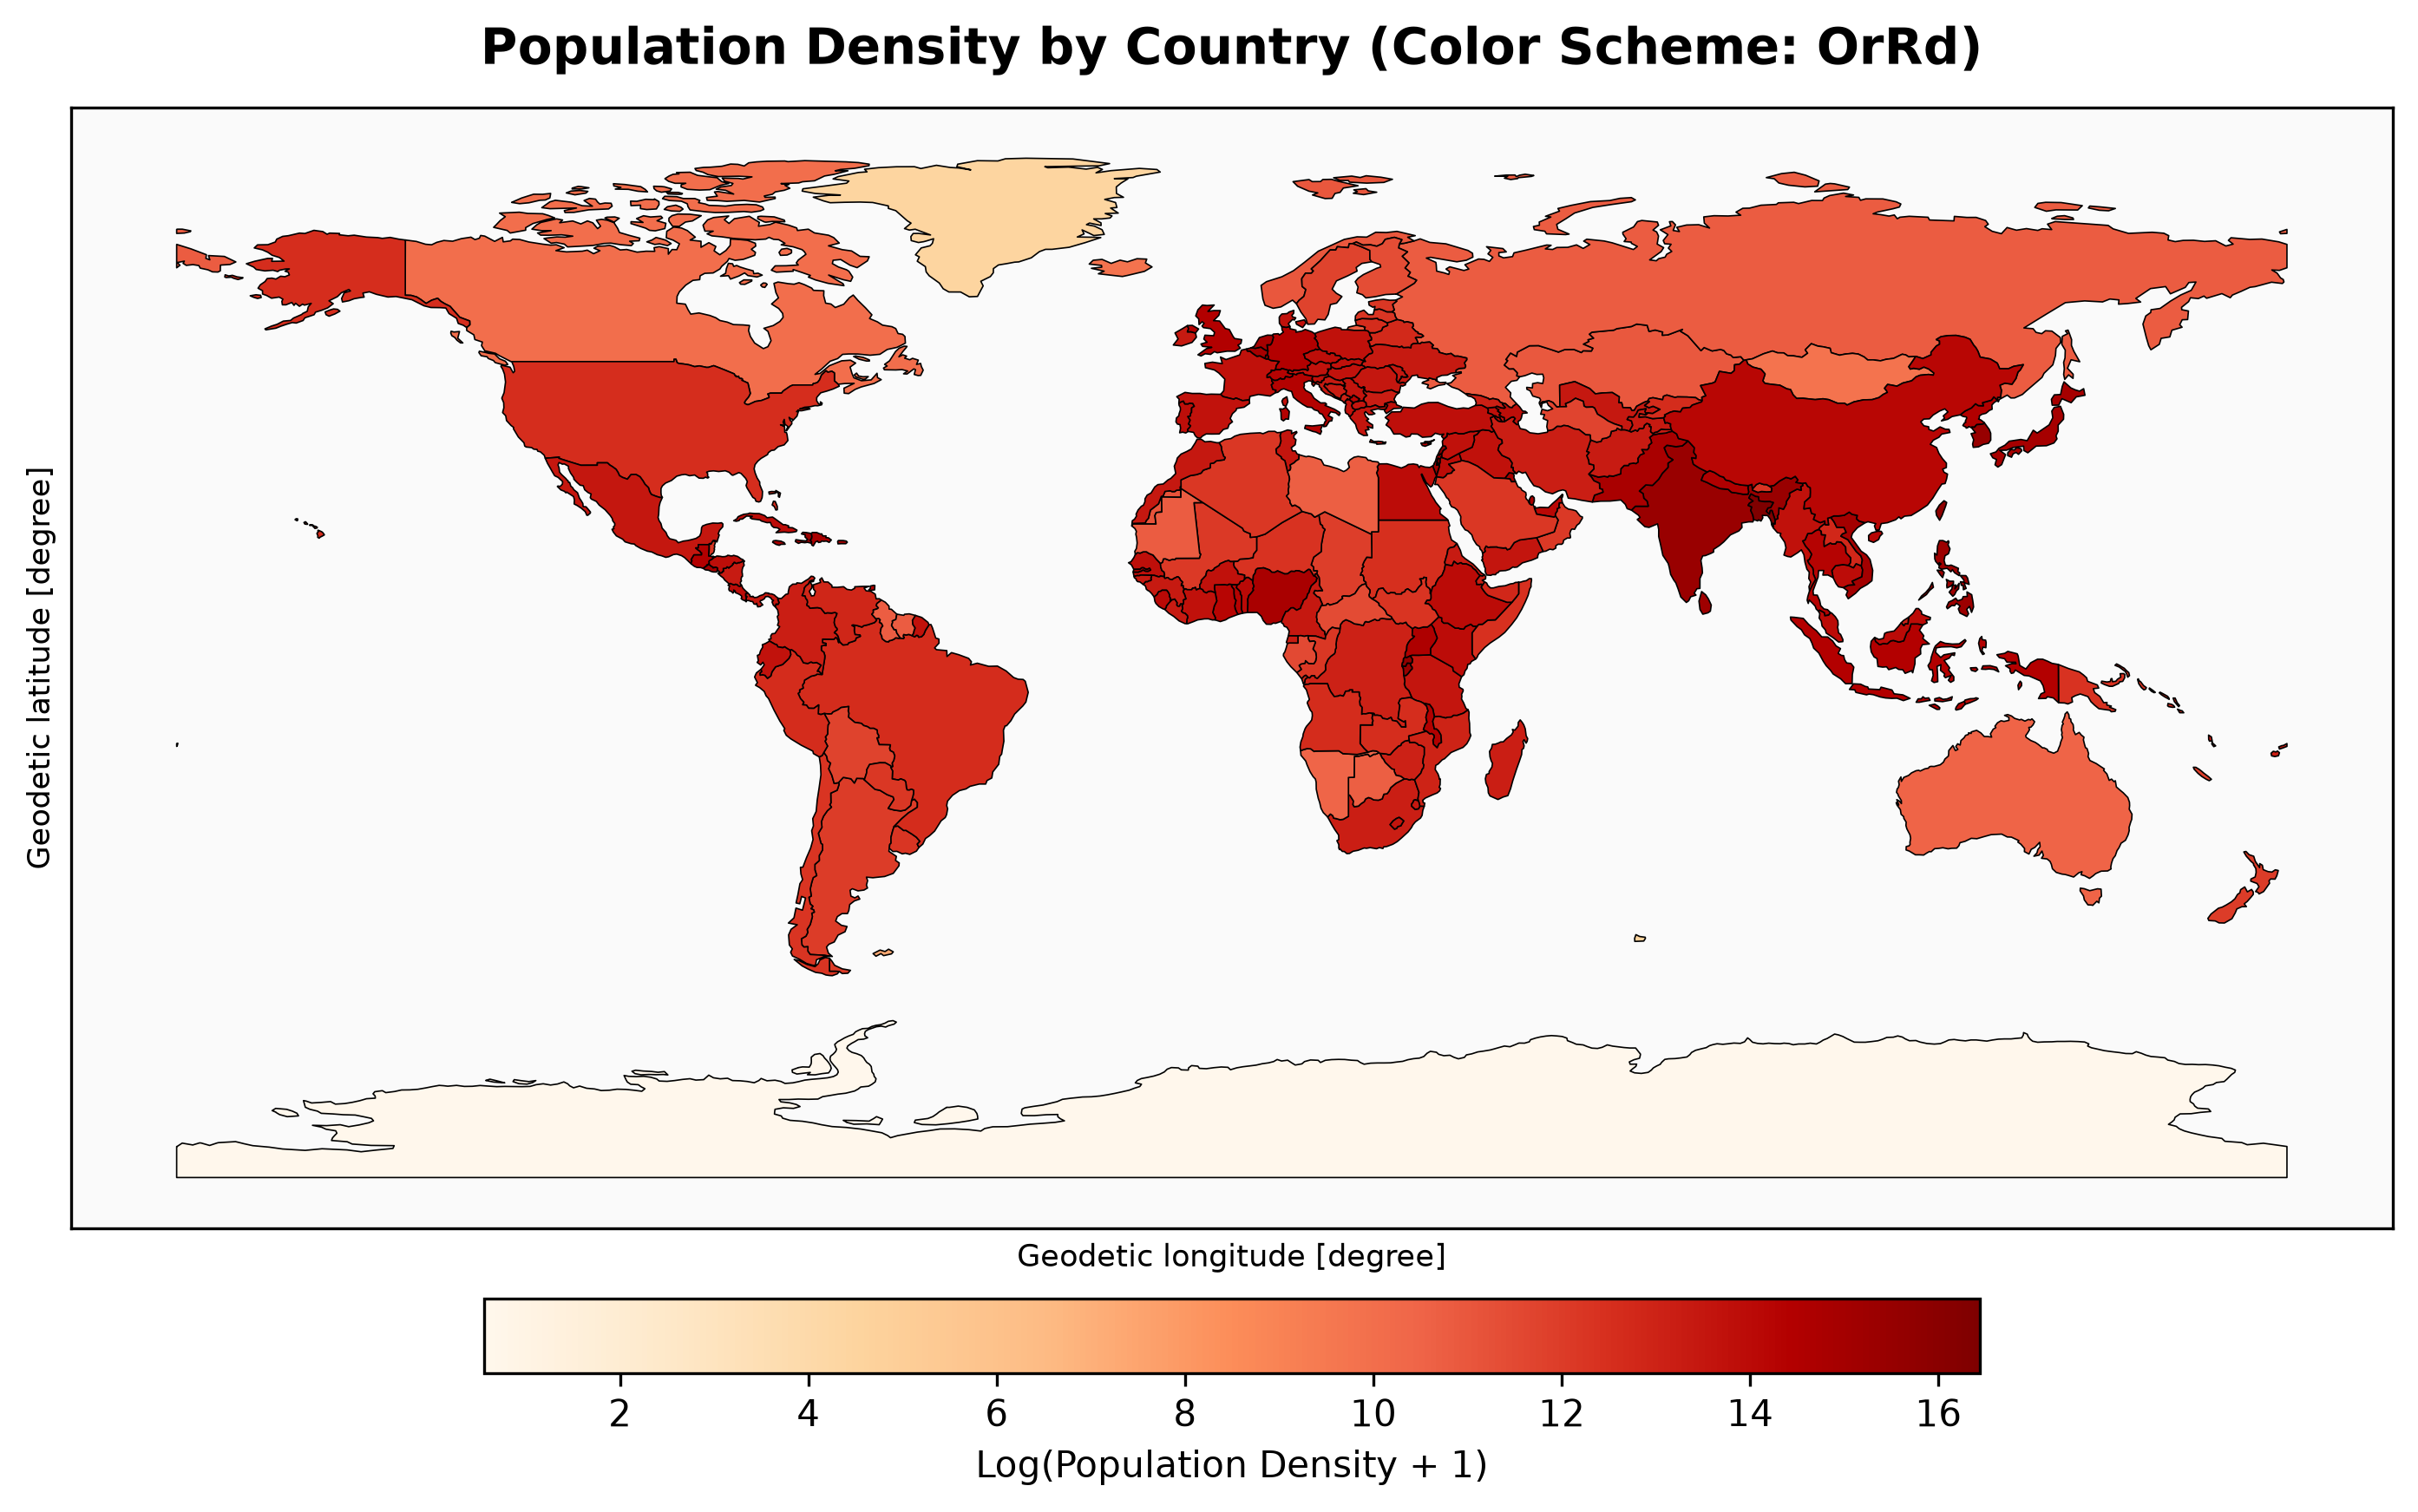 Population Density by Country (Color Scheme: OrRd)
Geodetic latitude [degree]
Geodetic longitude [degree]
2 4 6 8 10 12 14 16
Log(Population Density + 1)